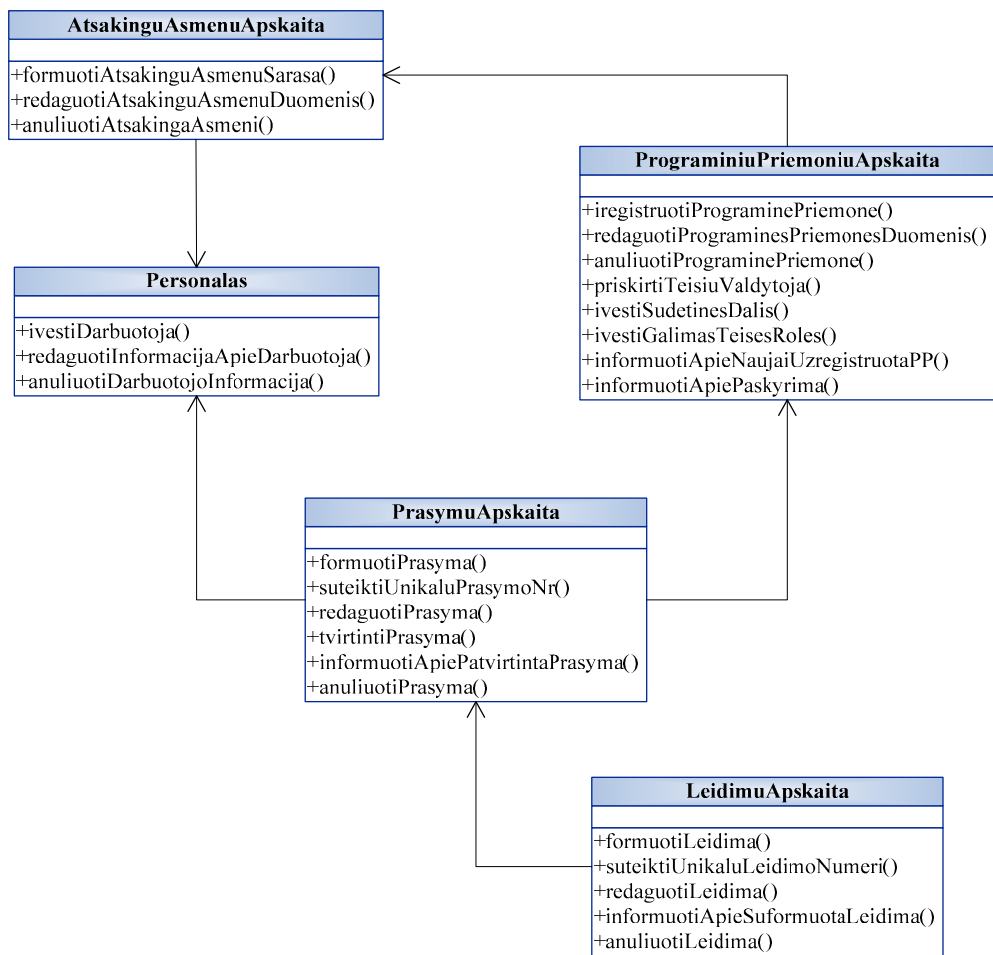 AtsakinguAsmenuApskaita
+formuotiAtsakinguAsmenuSarasa()
+redaguotiAtsakinguAsmenuDuomenis()
+anuliuotiAtsakingaAsmeni()
PrograminiuPriemoniuApskaita
+iregistruotiPrograminePriemone()
+redaguotiPrograminesPriemonesDuomenis()
+anuliuotiPrograminePriemone()
+priskirtiTeisiuValdytoja()
+ivestiSudetinesDalis()
+ivestiGalimasTeisesRoles()
+informuotiApieNaujaiUzregistruotaPP()
+informuotiApiePaskyrima()
Personalas
+ivestiDarbuotoja()
+redaguotiInformacijaApieDarbuotoja()
+anuliuotiDarbuotojoInformacija()
PrasymuApskaita
+formuotiPrasyma()
+suteiktiUnikaluPrasymoNr()
+redaguotiPrasyma()
+tvirtintiPrasyma()
+informuotiApiePatvirtintaPrasyma()
+anuliuotiPrasyma()
LeidimuApskaita
+formuotiLeidima()
+suteiktiUnikaluLeidimoNumeri()
+redaguotiLeidima()
+informuotiApieSuformuotaLeidima()
+anuliuotiLeidima()